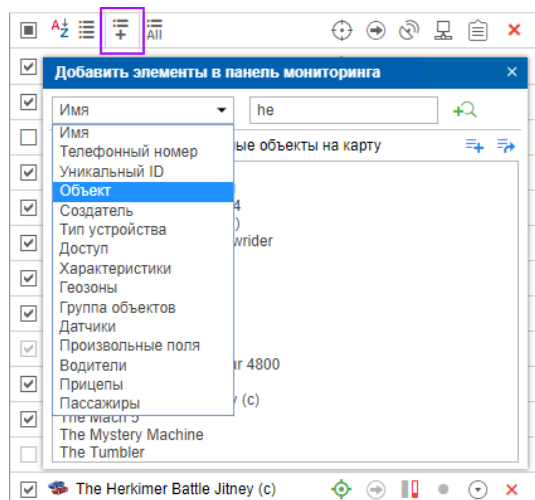 All
Добавить элементы в панель мониторинга
Имя
he
Имя
Телефонный номер
ые объекты на карту
Уникальный ID
Объект
Создатель
4
Тип устройства
)
Доступ
wrider
Характеристики
Геозоны
Группа объектов
Датчики
Произвольные поля
Водители
ar 4800
Прицепы
Пассажиры
(c)
The Mach 5
The Mystery Machine
The Tumbler
The Herkimer Battle Jitney (c)